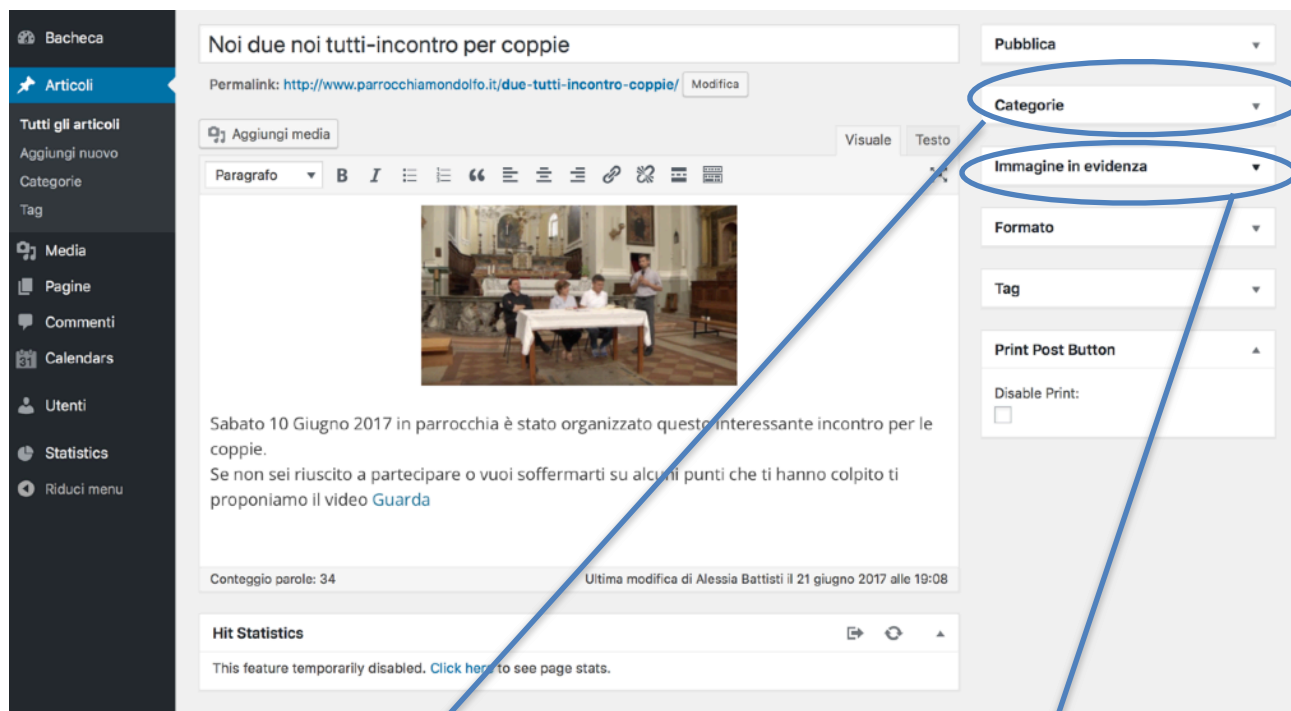 Bacheca
Articoli
Tutti gli articoli
Aggiungi nuovo
Categorie
Tag
Media
Pagine
Commenti
Calendars
Utenti
Statistics
Riduci menu
Noi due noi tutti-incontro per coppie
Permalink: http://www.parrocchiamondolfo.it/due-tutti-incontro-coppie/ Modifica
Aggiungi media
Visuale Testo
Paragrafo B I
Sabato 10 Giugno 2017 in parrocchia è stato organizzato questo interessante incontro per le
coppie.
Se non sei riuscito a partecipare o vuoi soffermarti su alcuni punti che ti hanno colpito ti
proponiamo il video Guarda
Conteggio parole: 34
Ultima modifica di Alessia Battisti il 21 giugno 2017 alle 19:08
Hit Statistics
This feature temporarily disabled. Click here to see page stats.
Pubblica
Categorie
Immagine in evidenza
Formato
Tag
Print Post Button
Disable Print: